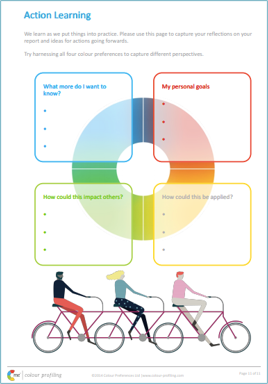 Action Learning
We learn as we put things into practice. Please use this page to capture your reflections on your
report and ideas for actions going forwards.
Try harnessing all four colour preferences to capture different perspectives.
What more do I want to
know?
My personal goals
How could this impact others?
How could this be applied?
me
colour profiling